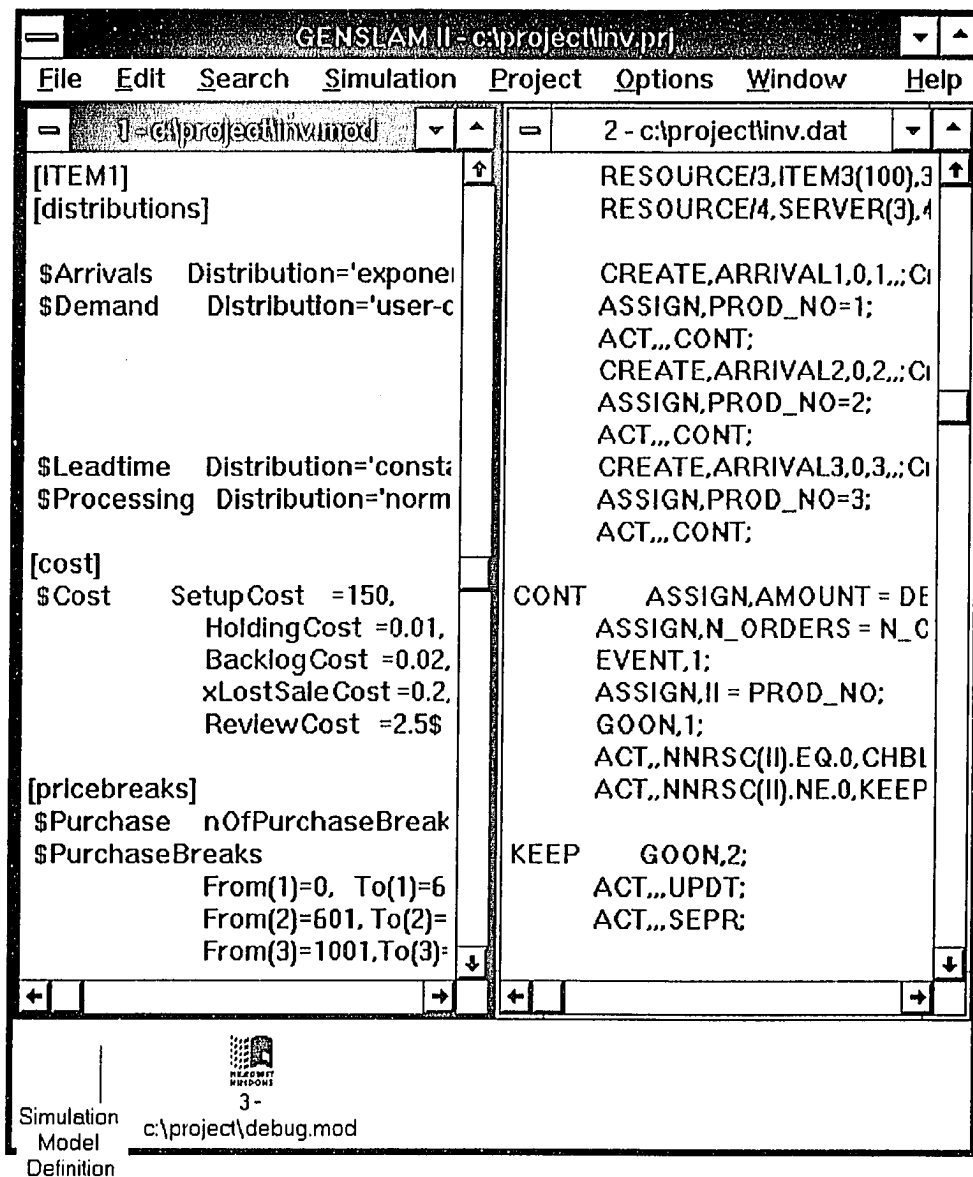 GENSLAM II - c:\project\inv.prj
File Edit Search Simulation Project Options Window Help
1 - c:\project\inv.mod
[ITEM1]
[distributions]
$Arrivals Distribution='expone
$Demand Distribution='user-c
$Leadtime Distribution='consta
$Processing Distribution='norm
[cost]
$Cost SetupCost =150,
HoldingCost =0.01,
BacklogCost =0.02,
xLostSaleCost =0.2,
ReviewCost =2.5$
[pricebreaks]
$Purchase nOfPurchaseBreak
$PurchaseBreaks
From(1)=0, To(1)=6
From(2)=601, To(2)=
From(3)=1001,To(3)=
2 - c:\project\inv.dat
RESOURCE/3,ITEM3(100),3
RESOURCE/4,SERVER(3),4
CREATE,ARRIVAL1,0,1,,;C
ASSIGN,PROD_NO=1;
ACT,,,CONT;
CREATE,ARRIVAL2,0,2,,;C
ASSIGN,PROD_NO=2;
ACT,,,CONT;
CREATE,ARRIVAL3,0,3,,;C
ASSIGN,PROD_NO=3;
ACT,,,CONT;
CONT ASSIGN,AMOUNT = DE
ASSIGN,N_ORDERS = N_O
EVENT,1;
ASSIGN,II = PROD_NO;
GOON,1;
ACT,,NNRSC(II).EQ.0,CHBL
ACT,,NNRSC(II).NE.0,KEEP
KEEP GOON,2;
ACT,,,UPDT;
ACT,,,SEPR;
Simulation
Model
Definition
3 -
c:\project\debug.mod